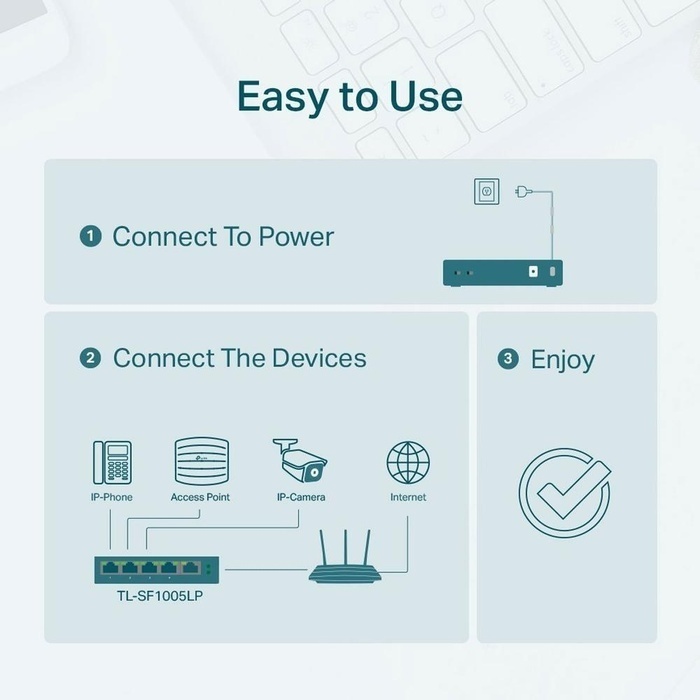 Easy to Use
1 Connect To Power
2 Connect The Devices
3 Enjoy
IP-Phone
Access Point
IP-Camera
Internet
TL-SF1005LP